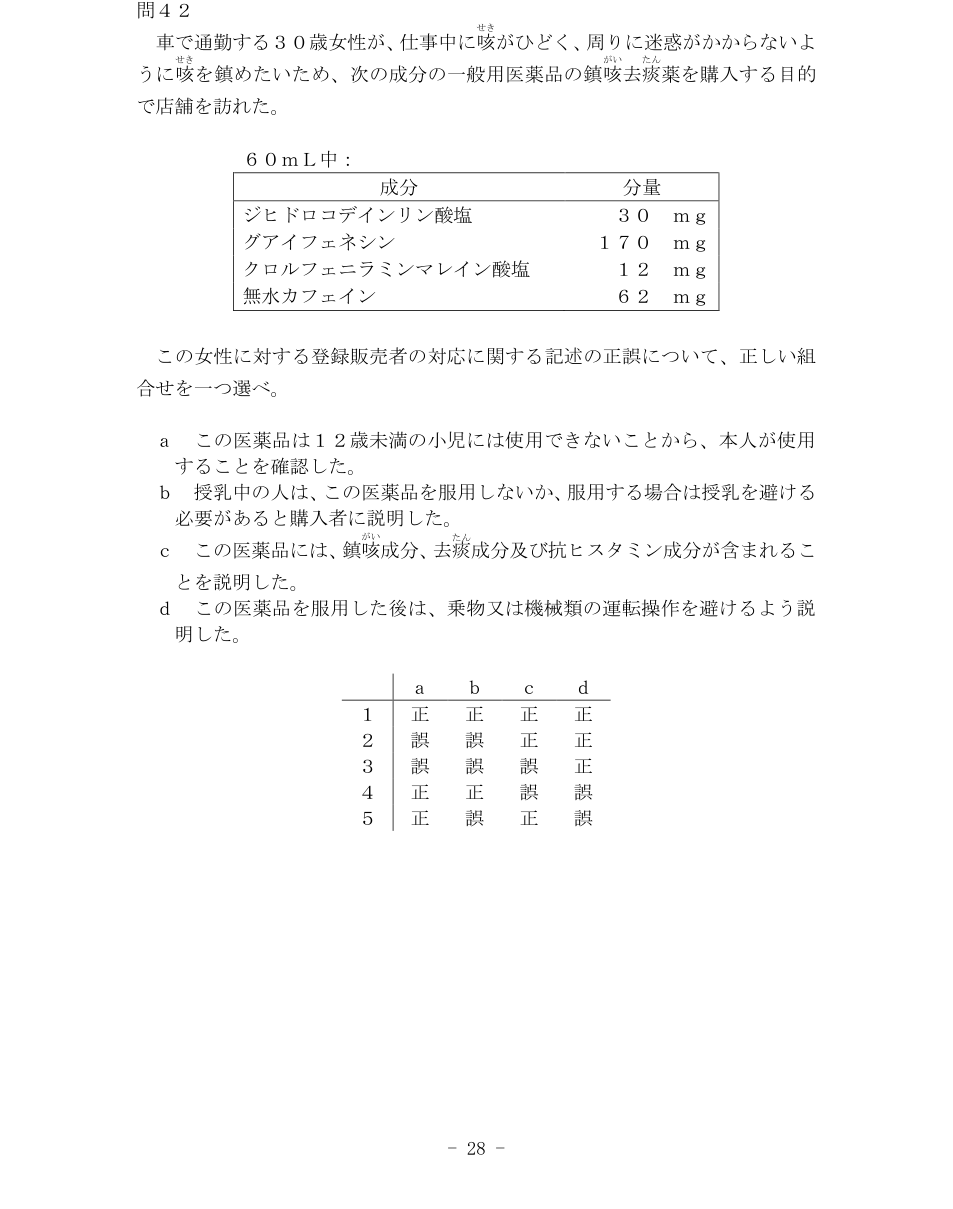 問４２
車で通勤する３０歳女性が、仕事中に咳がひどく、周りに迷惑がかからないよ
うに咳を鎮めたいため、次の成分の一般用医薬品の鎮咳去痰薬を購入する目的
で店舗を訪れた。
６０ｍＬ中：
成分 分量
ジヒドロコデインリン酸塩 ３０ ｍｇ
グアイフェネシン １７０ ｍｇ
クロルフェニラミンマレイン酸塩 １２ ｍｇ
無水カフェイン ６２ ｍｇ
この女性に対する登録販売者の対応に関する記述の正誤について、正しい組
合せを一つ選べ。
ａ この医薬品は１２歳未満の小児には使用できないことから、本人が使用
することを確認した。
ｂ 授乳中の人は、この医薬品を服用しないか、服用する場合は授乳を避ける
必要があると購入者に説明した。
ｃ この医薬品には、鎮咳成分、去痰成分及び抗ヒスタミン成分が含まれるこ
とを説明した。
ｄ この医薬品を服用した後は、乗物又は機械類の運転操作を避けるよう説
明した。
ａ ｂ ｃ ｄ
１ 正 正 正 正
２ 誤 誤 正 正
３ 誤 誤 誤 正
４ 正 正 誤 誤
５ 正 誤 正 誤
- 28 -